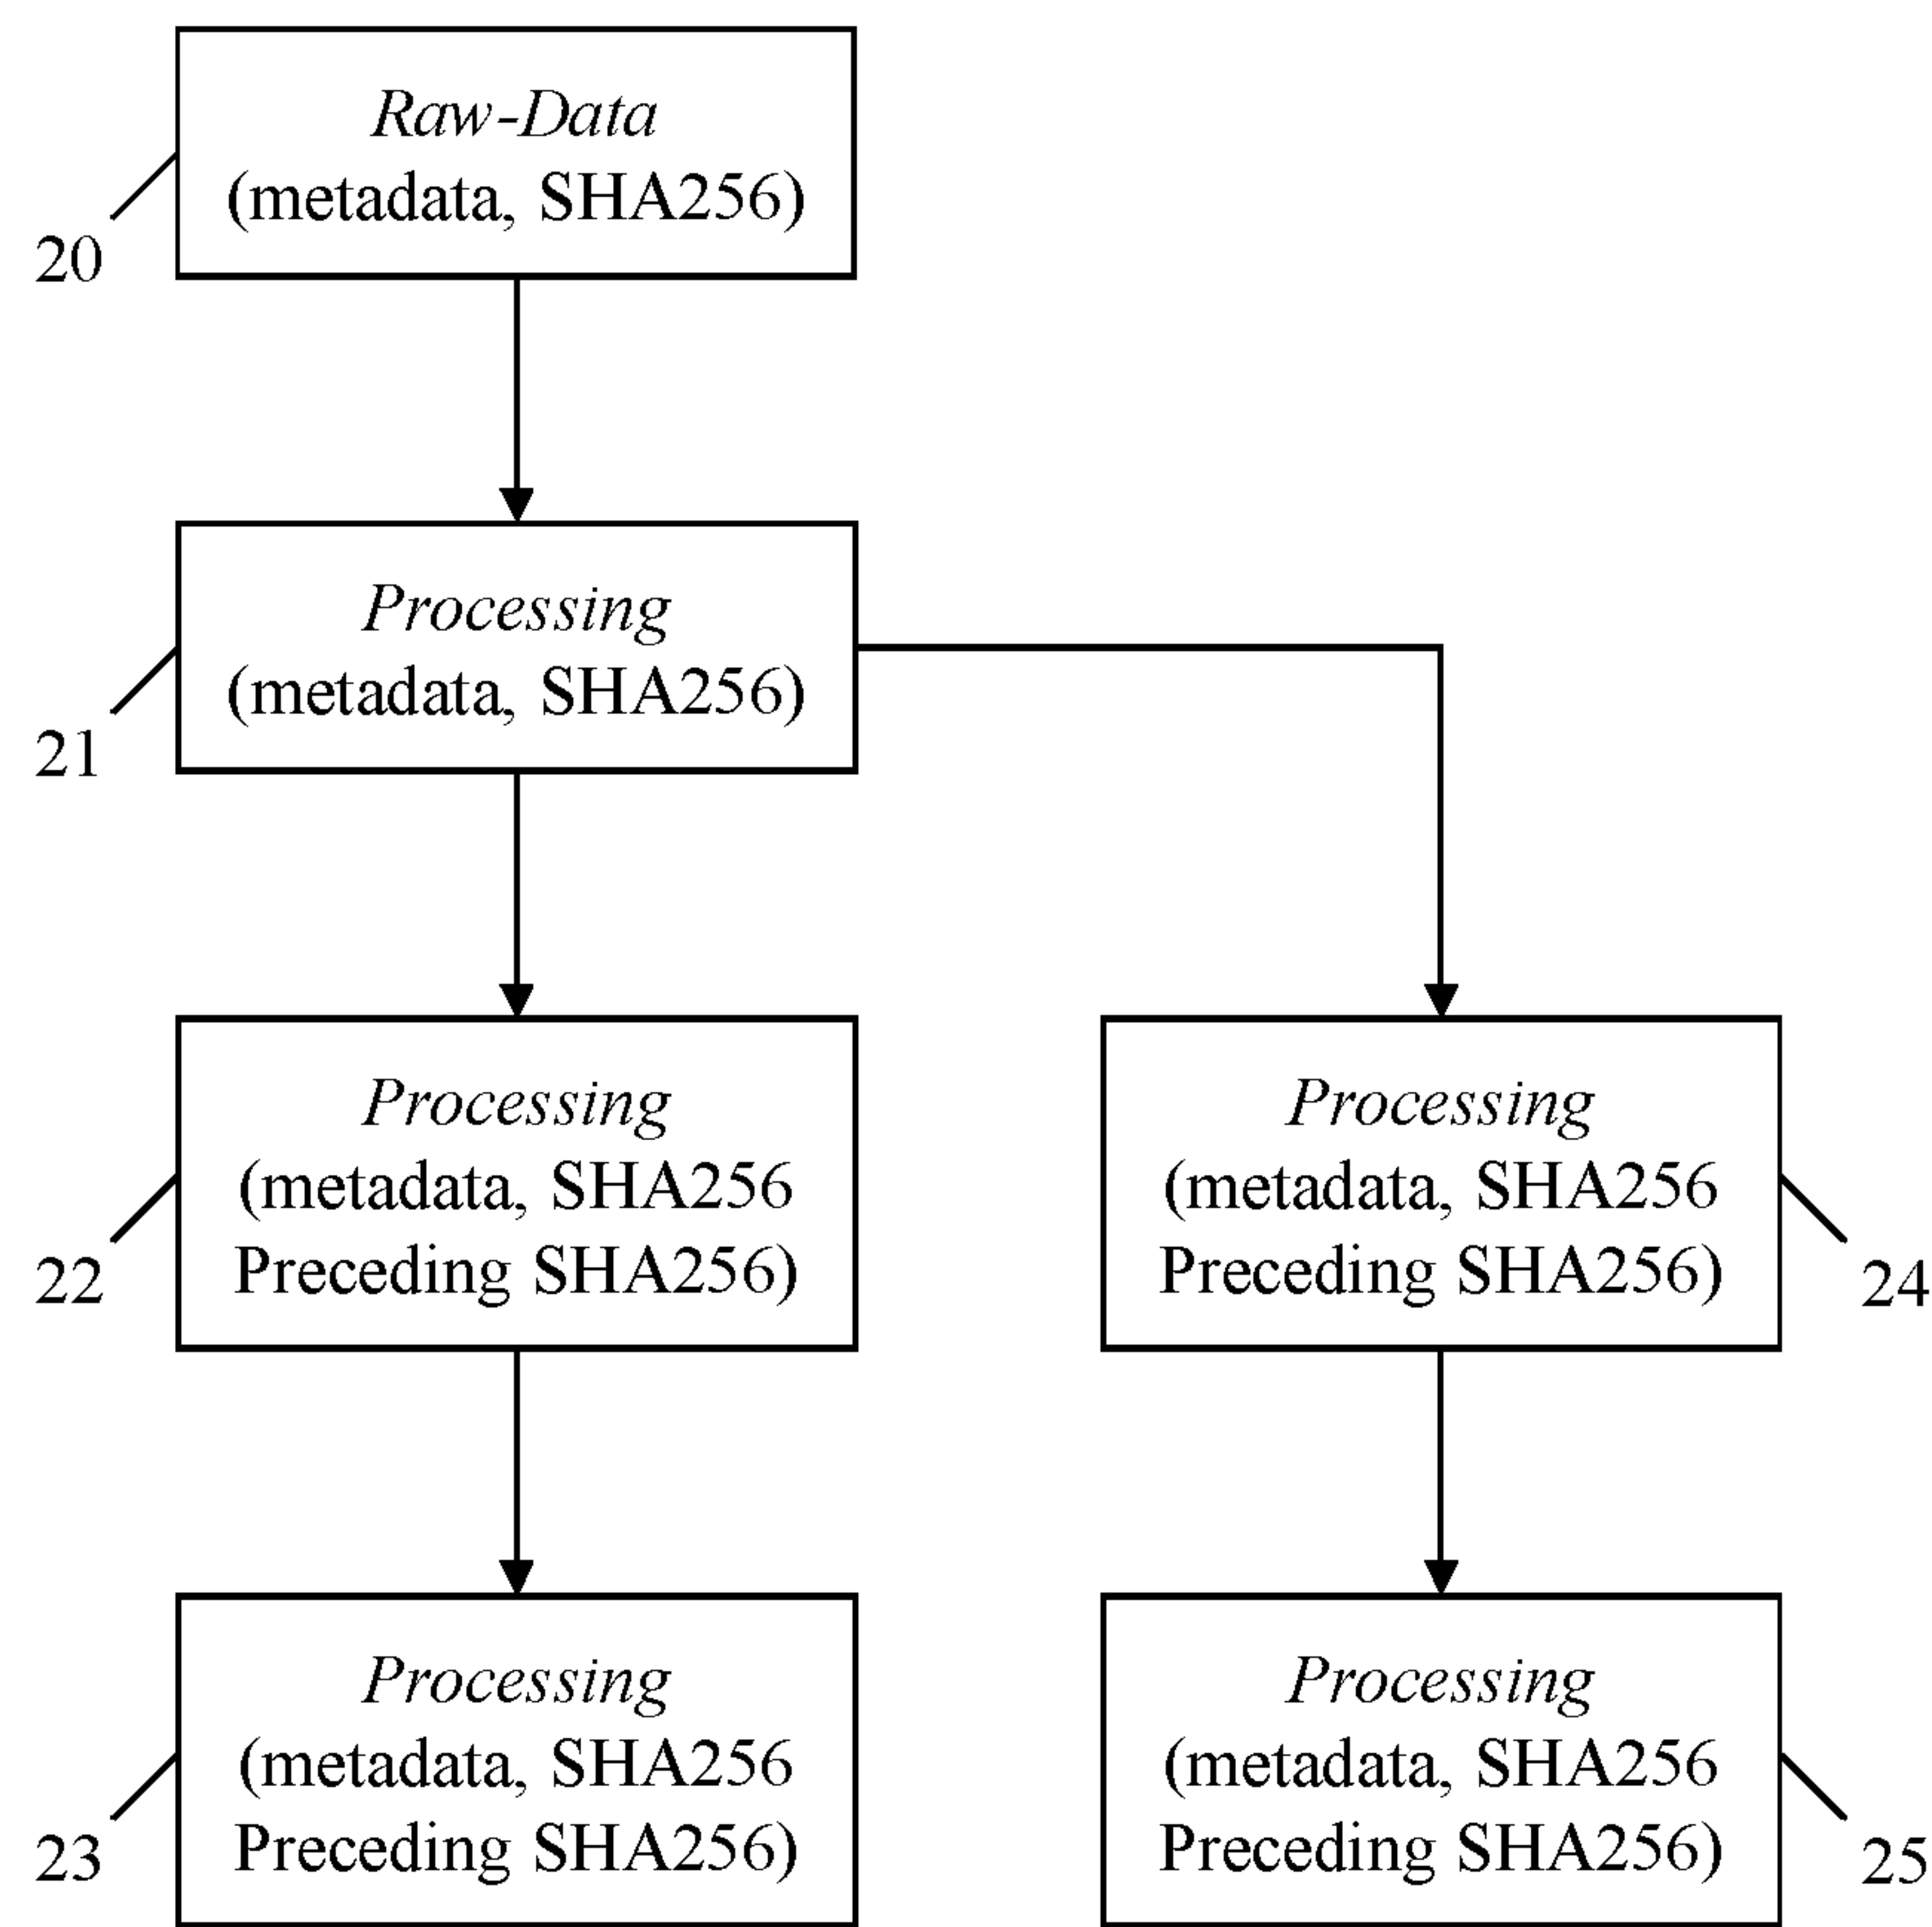 Raw-Data
(metadata, SHA256)
20
Processing
(metadata, SHA256)
21
Processing
(metadata, SHA256
Preceding SHA256)
22
Processing
(metadata, SHA256
Preceding SHA256)
24
Processing
(metadata, SHA256
Preceding SHA256)
23
Processing
(metadata, SHA256
Preceding SHA256)
25